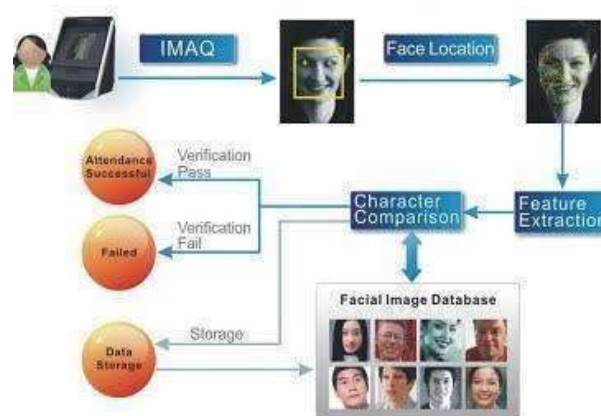 IMAQ
Face Location
Attendance
Successful
Verification
Pass
Character
Comparison
Feature
Extraction
Verification
Fail
Failed
Facial Image Database
Storage
Data
Storage